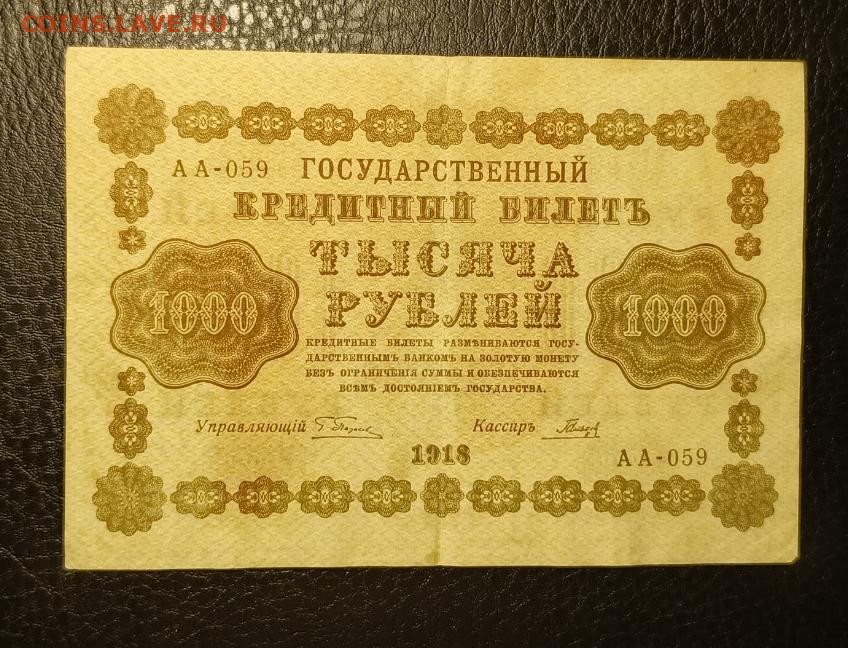 COINS.LAVE.RU
АА-059 ГОСУДАРСТВЕННЫЙ
КРЕДИТНЫЙ БИЛЕТЪ
ТЫСЯЧА
РУБЛЕЙ
1000 1000
КРЕДИТНЫЕ БИЛЕТЫ РАЗМѢНИВАЮТСЯ ГОСУ-
ДАРСТВЕННЫМЪ БАНКОМЪ НА ЗОЛОТУЮ МОНЕТУ
БЕЗЪ ОГРАНИЧЕНІЯ СУММЫ И ОБЕЗПЕЧИВАЮТСЯ
ВСѢМЪ ДОСТОЯНІЕМЪ ГОСУДАРСТВА.
Управляющій Кассиръ
1918 АА-059